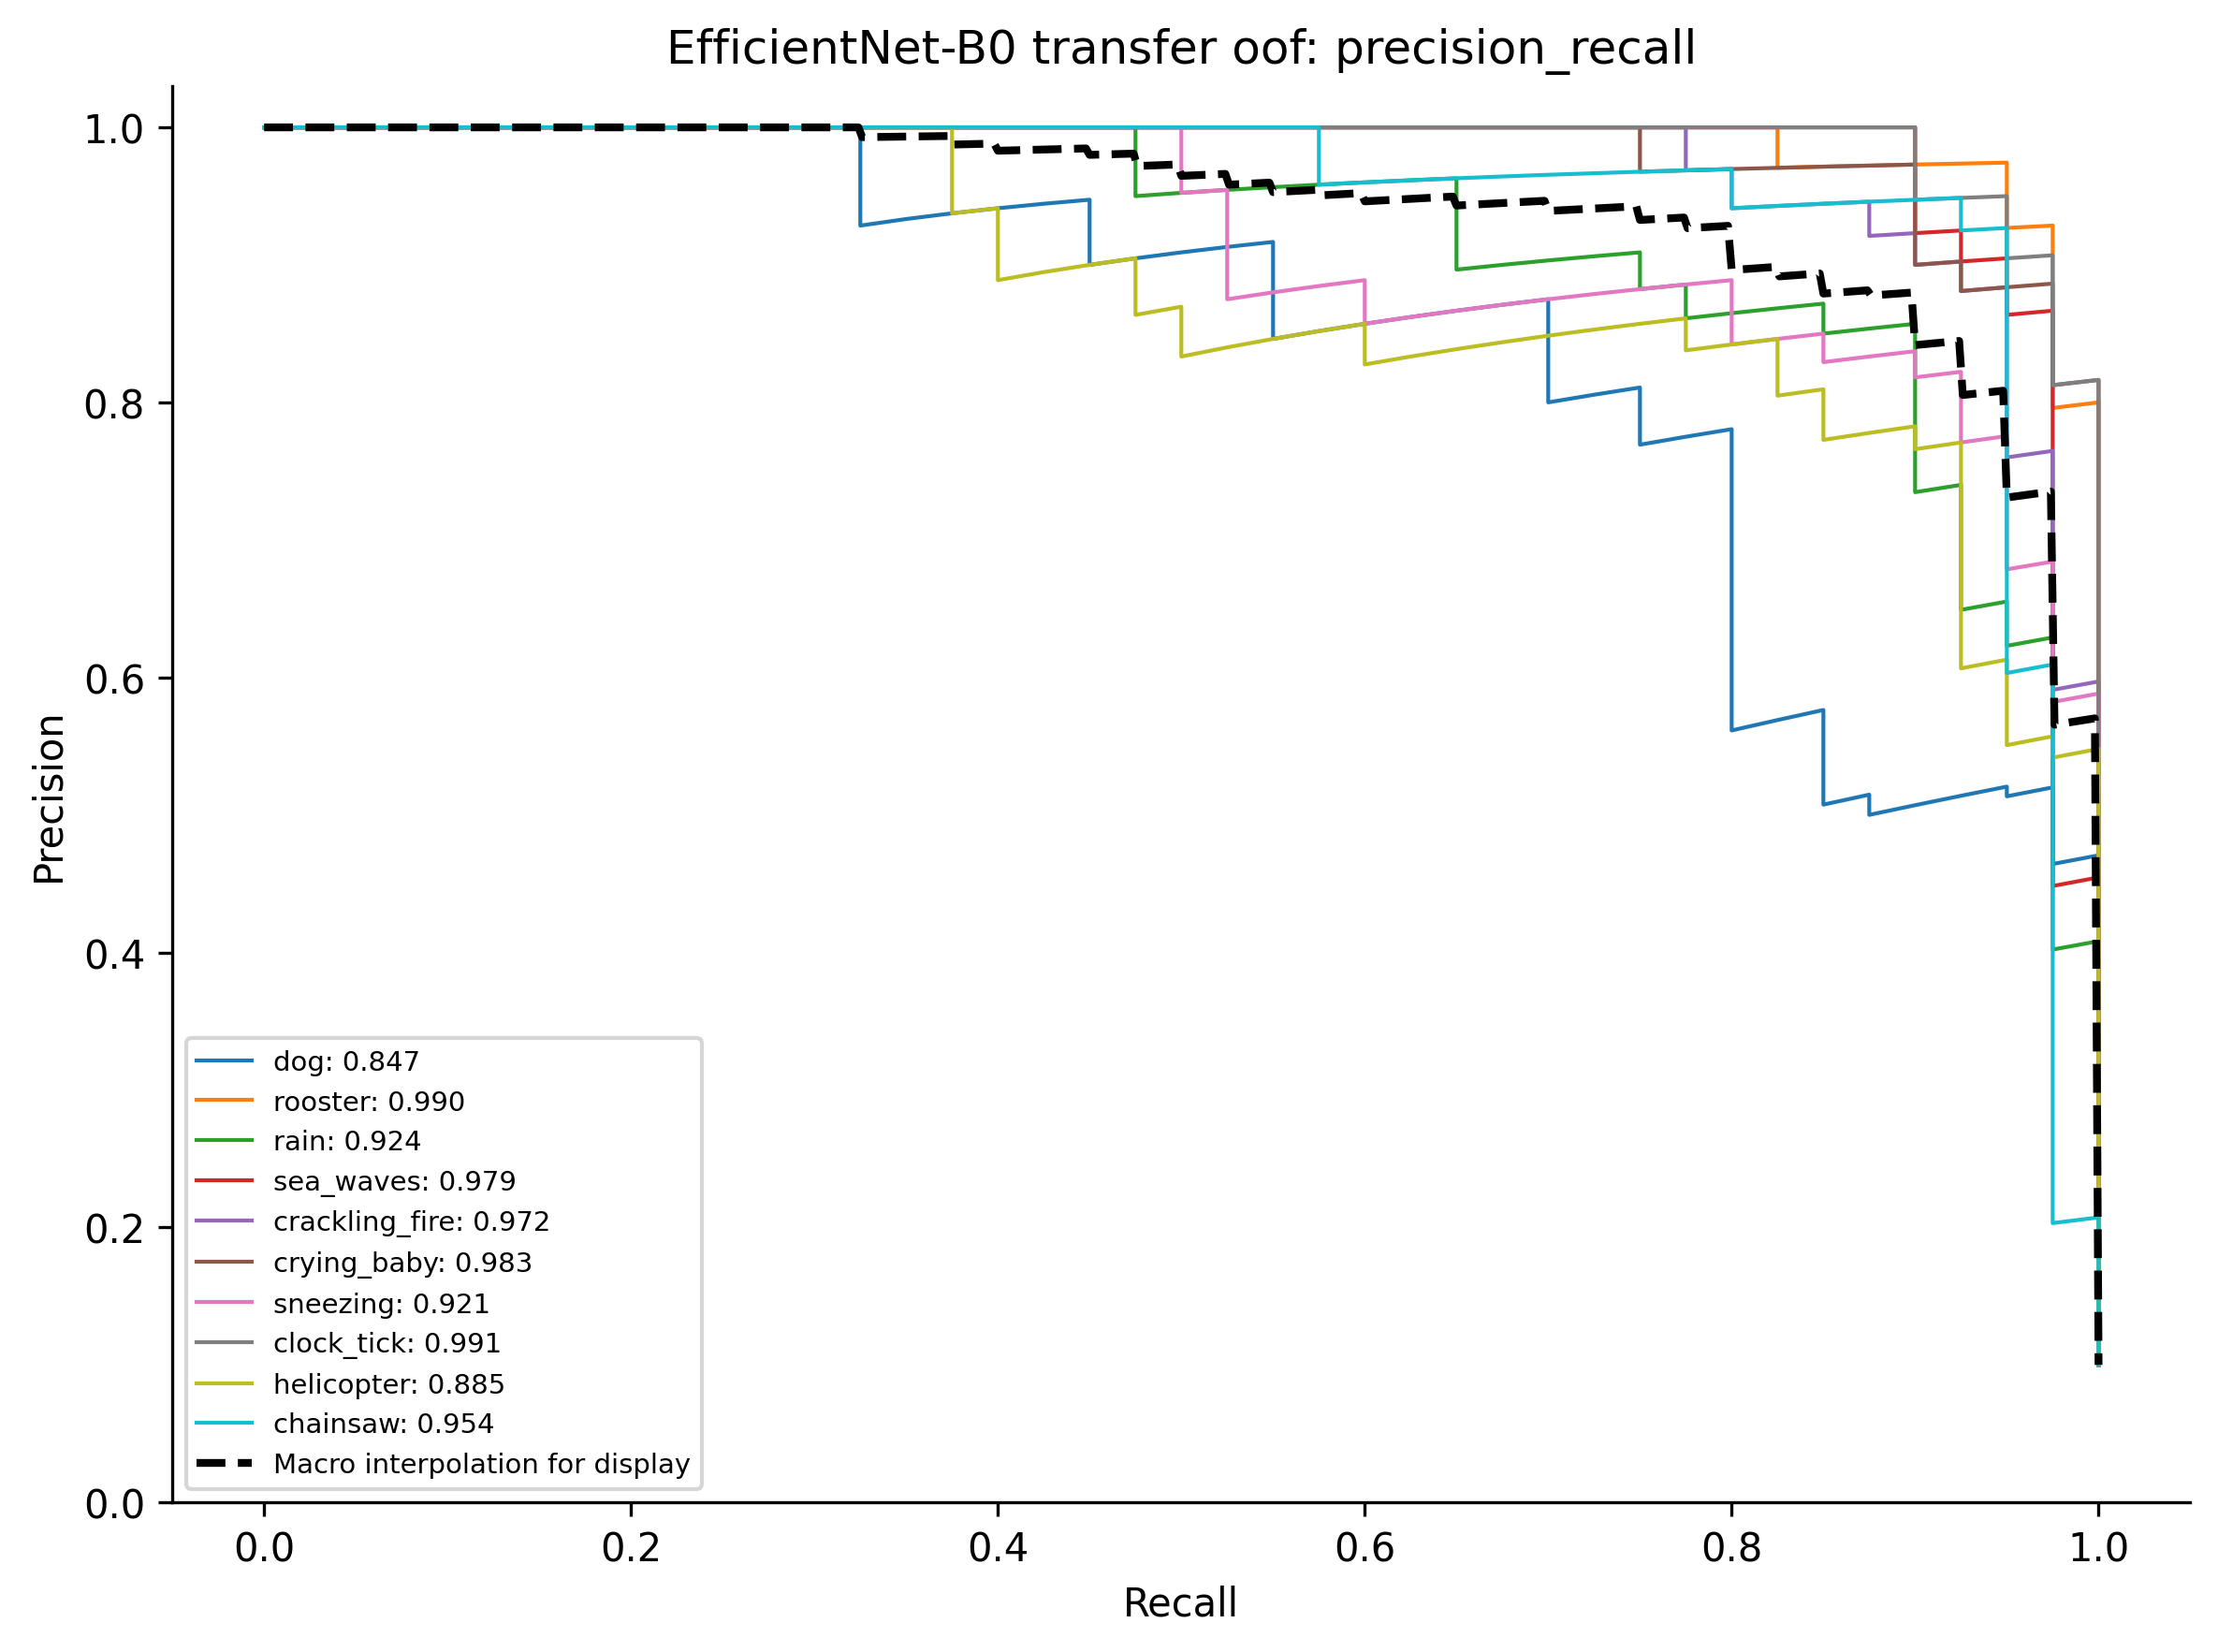 EfficientNet-B0 transfer oof: precision_recall
1.0
0.8
0.6
0.4
0.2
0.0
Precision
dog: 0.847
rooster: 0.990
rain: 0.924
sea_waves: 0.979
crackling_fire: 0.972
crying_baby: 0.983
sneezing: 0.921
clock_tick: 0.991
helicopter: 0.885
chainsaw: 0.954
Macro interpolation for display
0.0 0.2 0.4 0.6 0.8 1.0
Recall